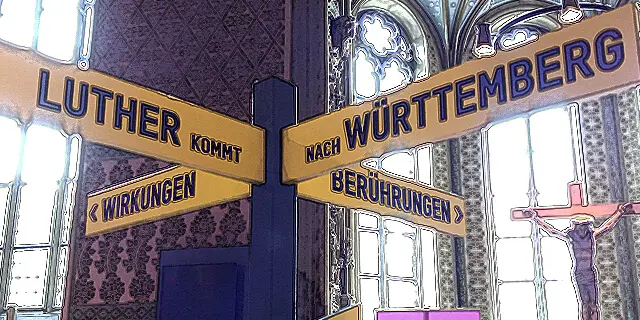 LUTHER KOMMT
NACH WÜRTTEMBERG
< WIRKUNGEN
BERÜHRUNGEN >